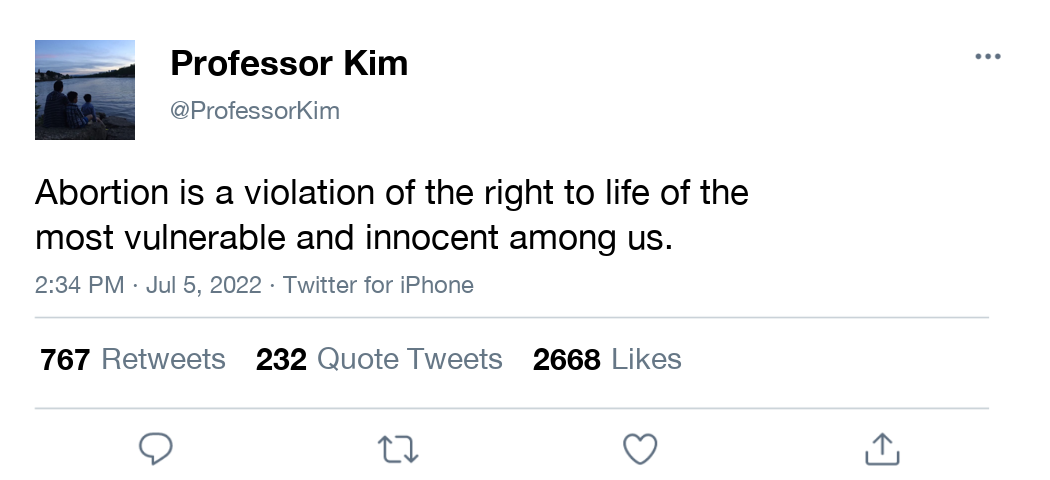 Professor Kim
@ProfessorKim
Abortion is a violation of the right to life of the
most vulnerable and innocent among us.
2:34 PM · Jul 5, 2022 · Twitter for iPhone
767 Retweets 232 Quote Tweets 2668 Likes